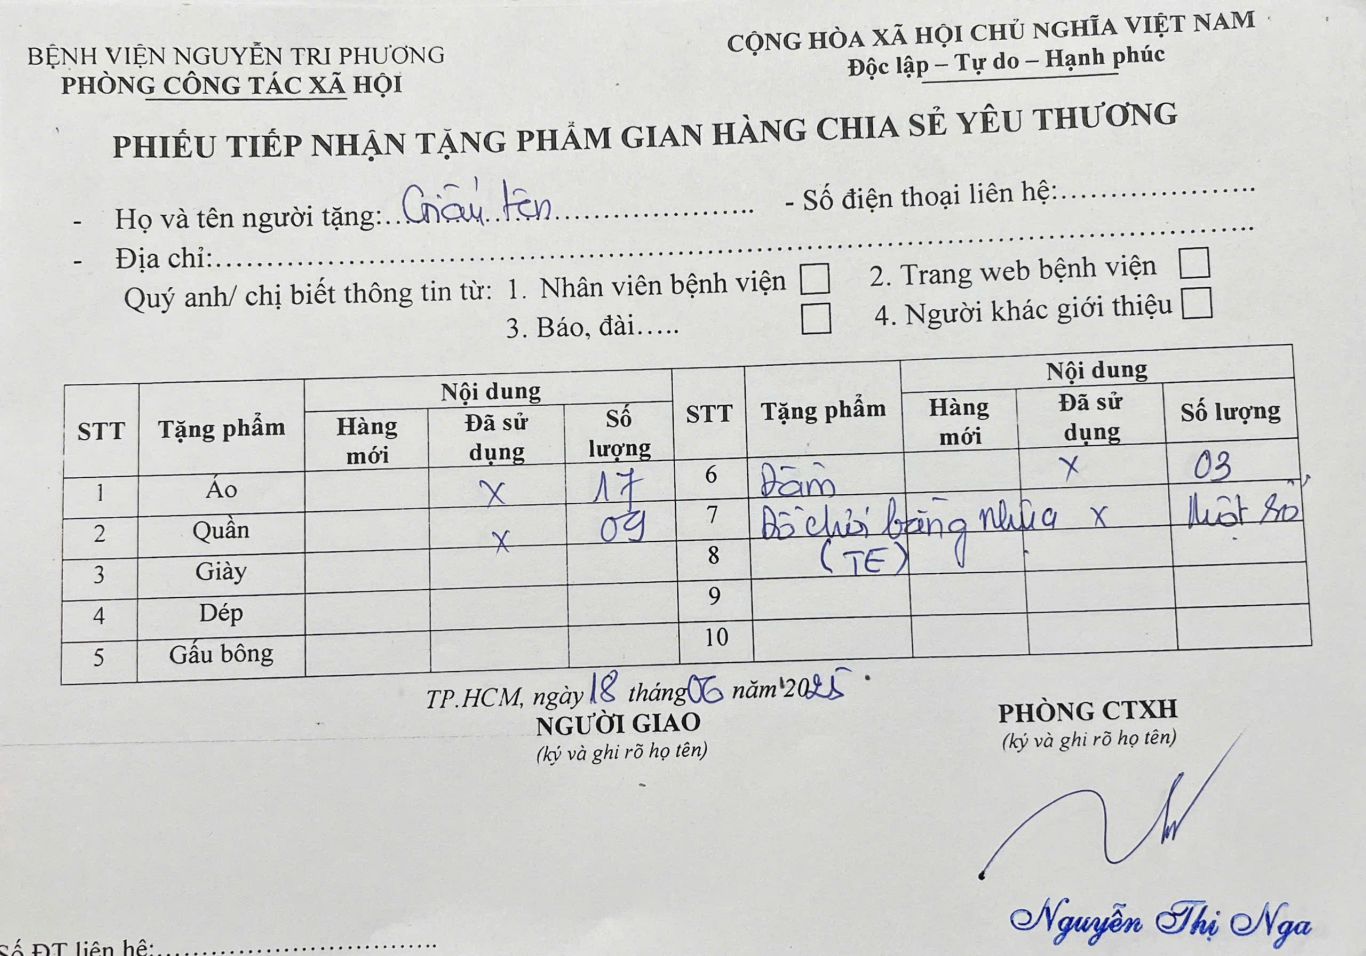 BỆNH VIỆN NGUYỄN TRI PHƯƠNG
PHÒNG CÔNG TÁC XÃ HỘI
CỘNG HÒA XÃ HỘI CHỦ NGHĨA VIỆT NAM
Độc lập – Tự do – Hạnh phúc
PHIẾU TIẾP NHẬN TẶNG PHẨM GIAN HÀNG CHIA SẺ YÊU THƯƠNG
- Họ và tên người tặng:..Giấu tên.................... - Số điện thoại liên hệ:....................
- Địa chỉ:................................................................................
Quý anh/ chị biết thông tin từ: 1. Nhân viên bệnh viện ☐ 2. Trang web bệnh viện ☐
3. Báo, đài..... ☐ 4. Người khác giới thiệu ☐
STT Tặng phẩm Nội dung STT Tặng phẩm Nội dung
Hàng mới Đã sử dụng Số lượng Hàng mới Đã sử dụng Số lượng
1 Áo x 17 6 Đầm x 03
2 Quần x 09 7 Đồ chơi bằng nhựa x Một số
3 Giày 8 (TE)
4 Dép 9
5 Gấu bông 10
TP.HCM, ngày 18 tháng 06 năm 2025
NGƯỜI GIAO
(ký và ghi rõ họ tên)
PHÒNG CTXH
(ký và ghi rõ họ tên)
Nguyễn Thị Nga
Số ĐT liên hệ:..............................